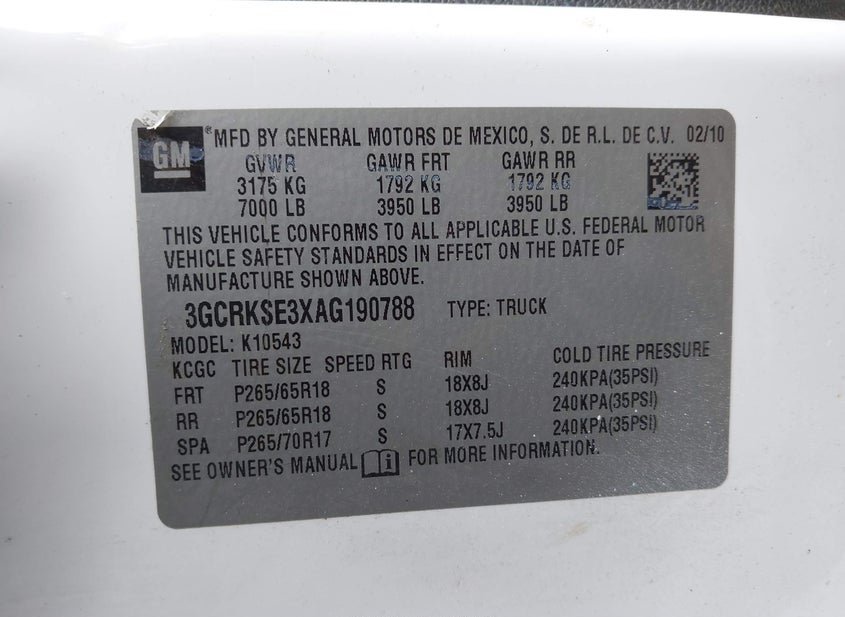 GM ® MFD BY GENERAL MOTORS DE MEXICO, S. DE R.L. DE C.V. 02/10
GVWR GAWR FRT GAWR RR
3175 KG 1792 KG 1792 KG
7000 LB 3950 LB 3950 LB
THIS VEHICLE CONFORMS TO ALL APPLICABLE U.S. FEDERAL MOTOR
VEHICLE SAFETY STANDARDS IN EFFECT ON THE DATE OF
MANUFACTURE SHOWN ABOVE.
3GCRKSE3XAG190788 TYPE: TRUCK
MODEL: K10543
KCGC TIRE SIZE SPEED RTG RIM COLD TIRE PRESSURE
FRT P265/65R18 S 18X8J 240KPA(35PSI)
RR P265/65R18 S 18X8J 240KPA(35PSI)
SPA P265/70R17 S 17X7.5J 240KPA(35PSI)
SEE OWNER'S MANUAL FOR MORE INFORMATION.